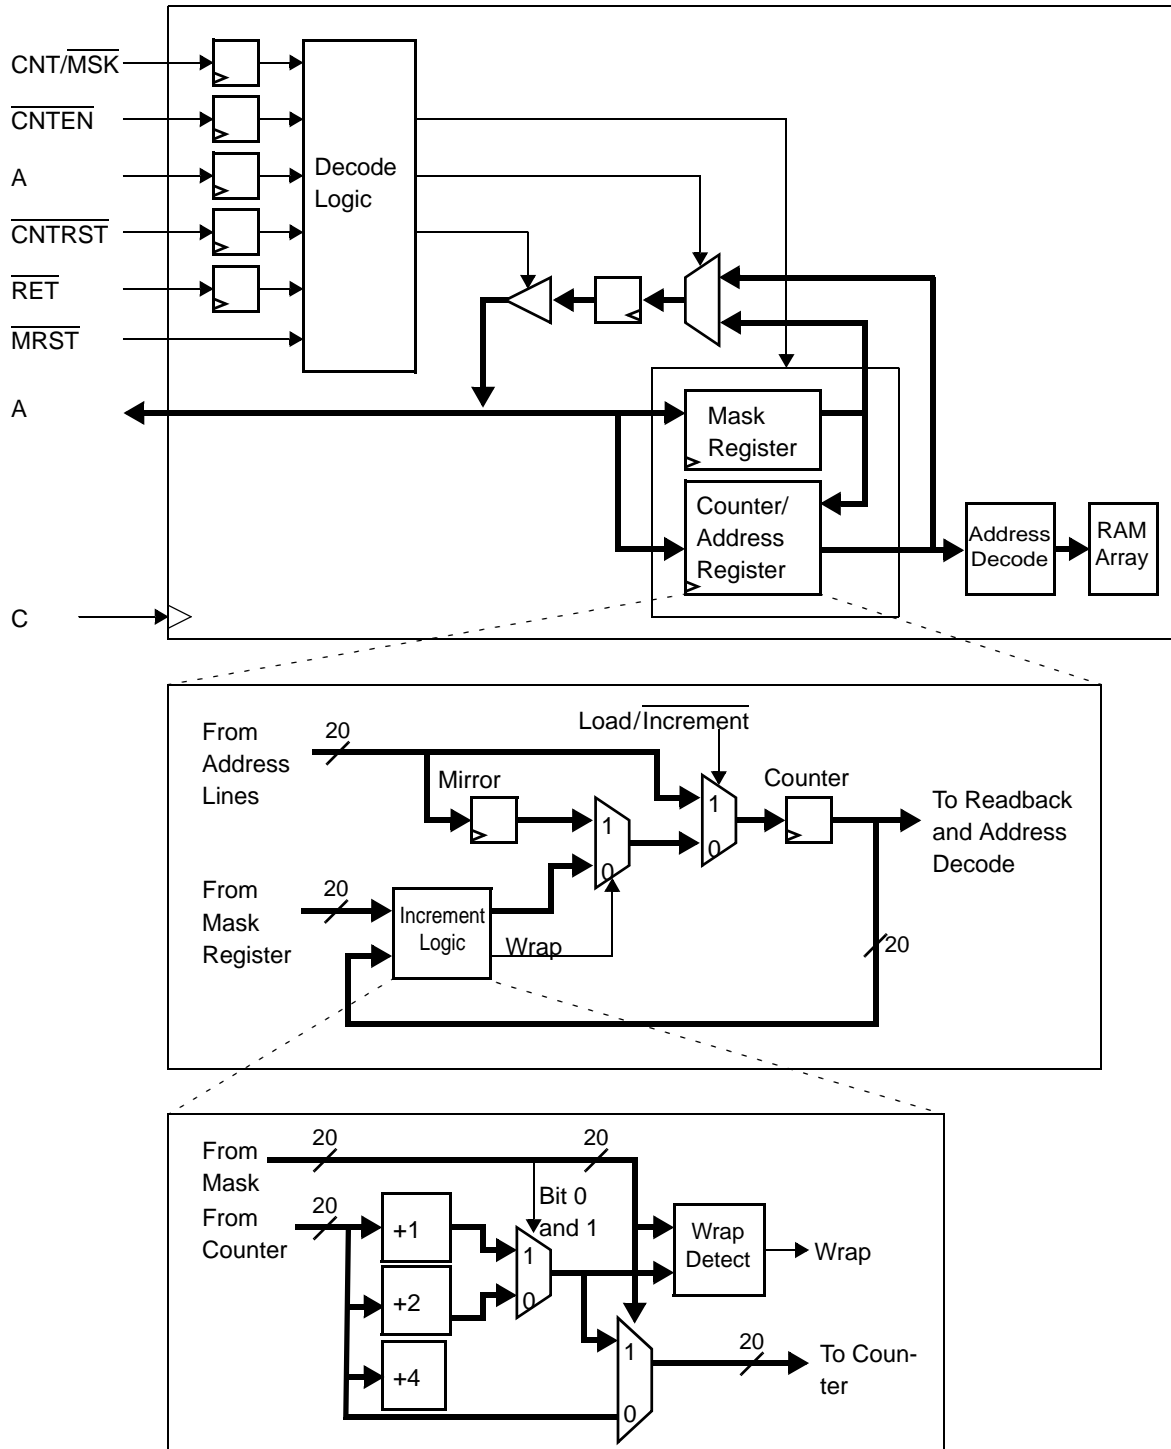 CNT/MSK
CNTEN
A
CNTRST
RET
MRST
A
C
Decode
Logic
Mask
Register
Counter/
Address
Register
Address
Decode
RAM
Array
From
Address
Lines
20
Load/Increment
Mirror
Counter
1
0
1
0
To Readback
and Address
Decode
From
Mask
Register
20
Increment
Logic
Wrap
20
From
Mask
20
20
From
Counter
20
Bit 0
and 1
+1
+2
+4
1
0
Wrap
Detect
Wrap
1
0
20
To Coun-
ter